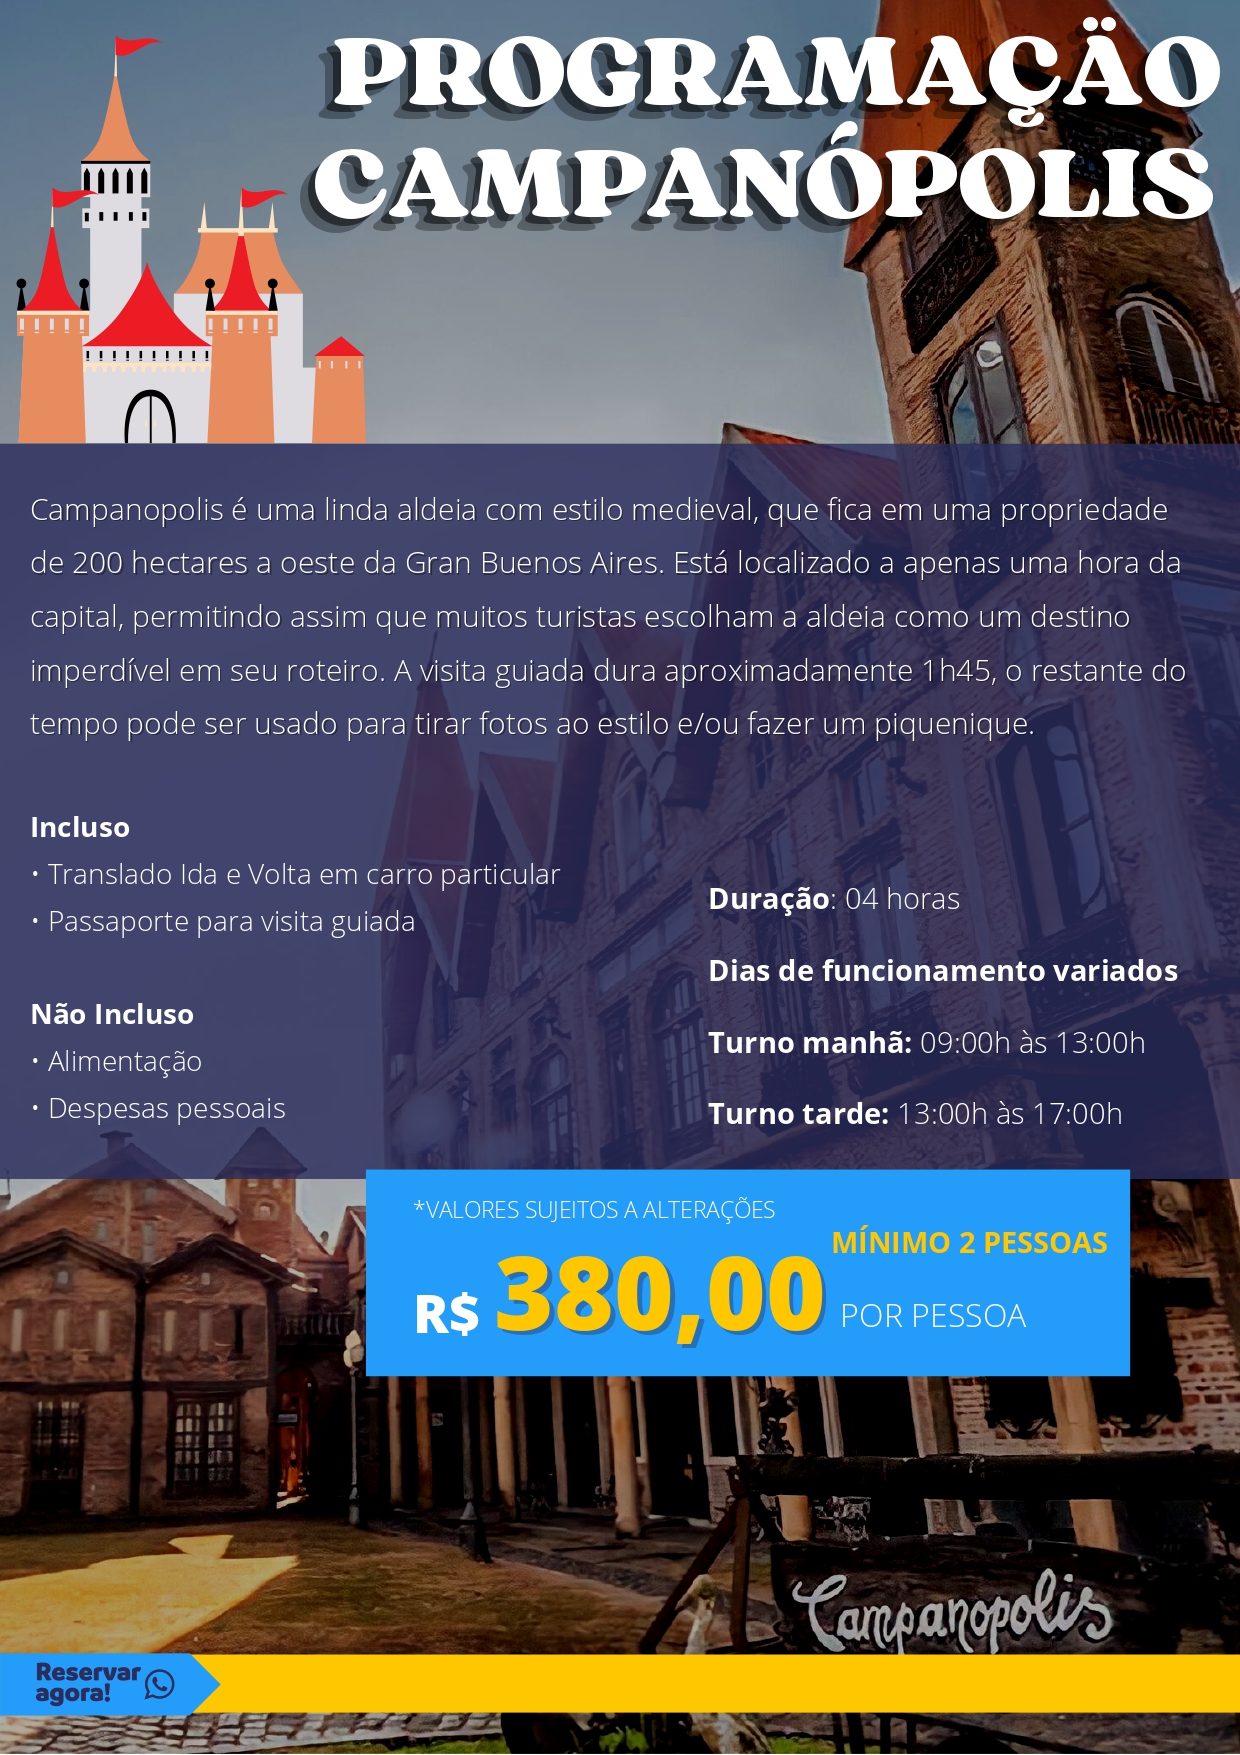 PROGRAMAÇÄO
CAMPANÓPOLIS
Campanopolis é uma linda aldeia com estilo medieval, que fica em uma propriedade
de 200 hectares a oeste da Gran Buenos Aires. Está localizado a apenas uma hora da
capital, permitindo assim que muitos turistas escolham a aldeia como um destino
imperdível em seu roteiro. A visita guiada dura aproximadamente 1h45, o restante do
tempo pode ser usado para tirar fotos ao estilo e/ou fazer um piquenique.
Incluso
• Translado Ida e Volta em carro particular
• Passaporte para visita guiada
Não Incluso
• Alimentação
• Despesas pessoais
Duração: 04 horas
Dias de funcionamento variados
Turno manhã: 09:00h às 13:00h
Turno tarde: 13:00h às 17:00h
*VALORES SUJEITOS A ALTERAÇÕES
MÍNIMO 2 PESSOAS
R$ 380,00 POR PESSOA
Campanopolis
Reservar
agora!